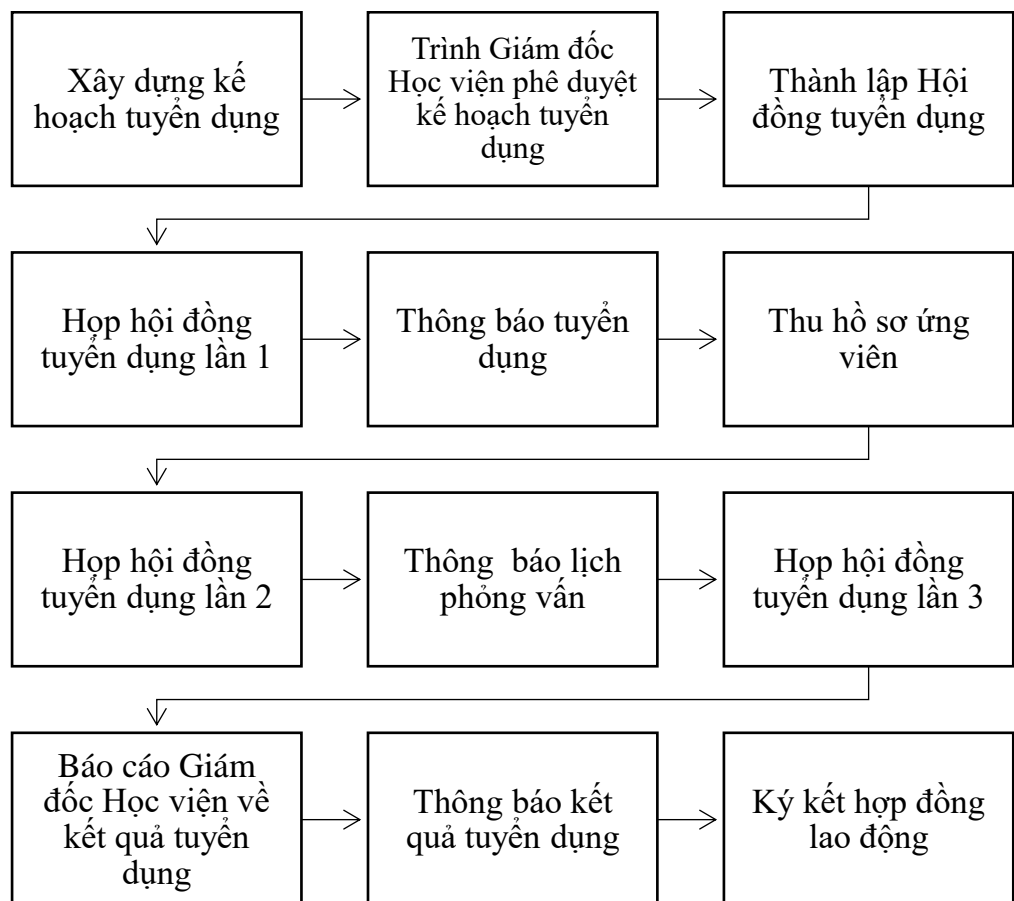 Xây dựng kế
hoạch tuyển dụng
Trình Giám đốc
Học viện phê duyệt
kế hoạch tuyển
dụng
Thành lập Hội
đồng tuyển dụng
Họp hội đồng
tuyển dụng lần 1
Thông báo tuyển
dụng
Thu hồ sơ ứng
viên
Họp hội đồng
tuyển dụng lần 2
Thông  báo lịch
phỏng vấn
Họp hội đồng
tuyển dụng lần 3
Báo cáo Giám
đốc Học viện về
kết quả tuyển
dụng
Thông báo kết
quả tuyển dụng
Ký kết hợp đồng
lao động